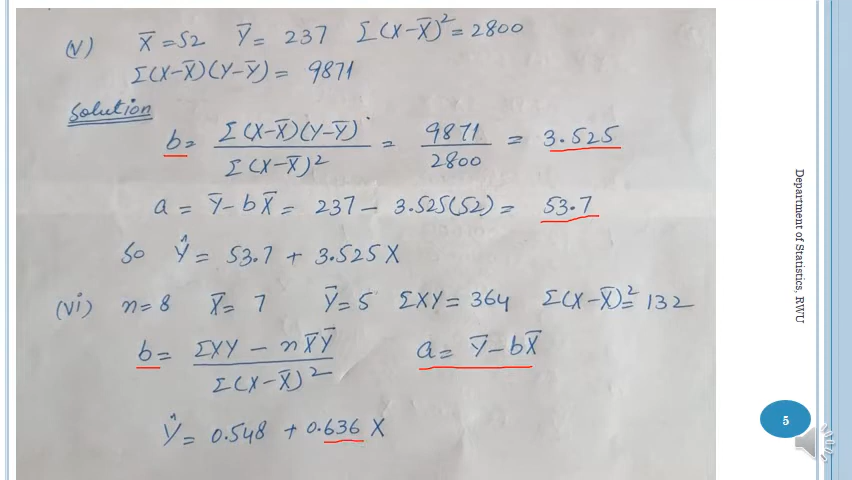 (V) X̄ = 52 Ȳ = 237 Σ(X-X̄)² = 2800
Σ(X-X̄)(Y-Ȳ) = 9871
Solution
b = Σ(X-X̄)(Y-Ȳ) / Σ(X-X̄)² = 9871 / 2800 = 3.525
a = Ȳ - bX̄ = 237 - 3.525(52) = 53.7
So Ŷ = 53.7 + 3.525X
(Vi) n=8 X̄ = 7 Ȳ = 5 ΣXY = 364 Σ(X-X̄)² = 132
b = ΣXY - nX̄Ȳ / Σ(X-X̄)² a = Ȳ - bX̄
Ŷ = 0.548 + 0.636 X
Department of Statistics, RWU
5